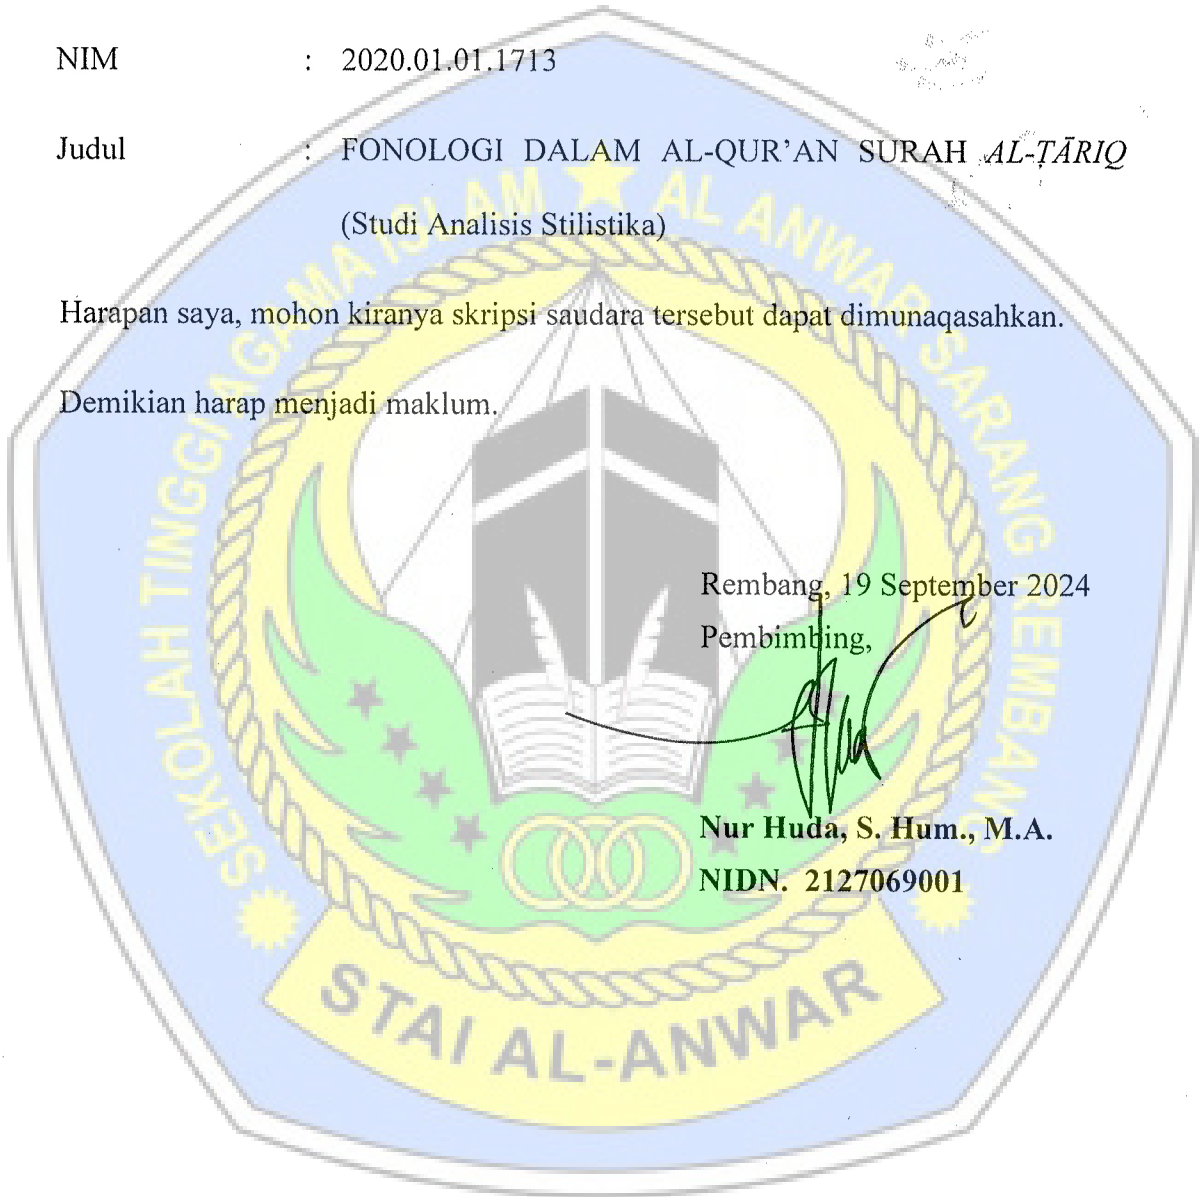 NIM : 2020.01.01.1713
Judul : FONOLOGI DALAM AL-QUR’AN SURAH AL-ṬĀRIQ
(Studi Analisis Stilistika)
Harapan saya, mohon kiranya skripsi saudara tersebut dapat dimunaqasahkan.
Demikian harap menjadi maklum.
Rembang, 19 September 2024
Pembimbing,
Nur Huda, S. Hum., M.A.
NIDN. 2127069001
SEKOLAH TINGGI AGAMA ISLAM ★ AL ANWAR SARANG REMBANG
STAI AL-ANWAR